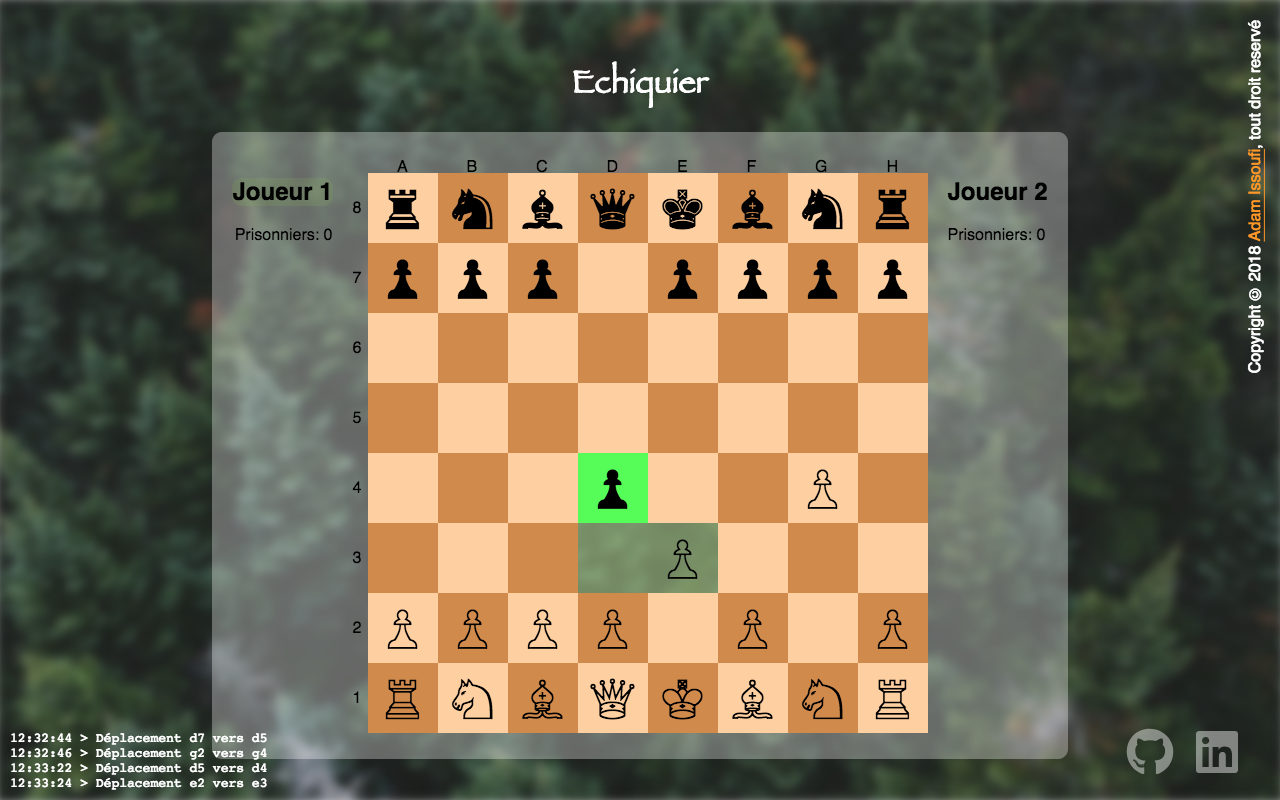 Echiquier
A B C D E F G H
Joueur 1
Prisonniers: 0
8
7
6
5
4
3
2
1
Joueur 2
Prisonniers: 0
Copyright © 2018 Adam Issoufi, tout droit reservé
12:32:44 > Déplacement d7 vers d5
12:32:46 > Déplacement g2 vers g4
12:33:22 > Déplacement d5 vers d4
12:33:24 > Déplacement e2 vers e3
in